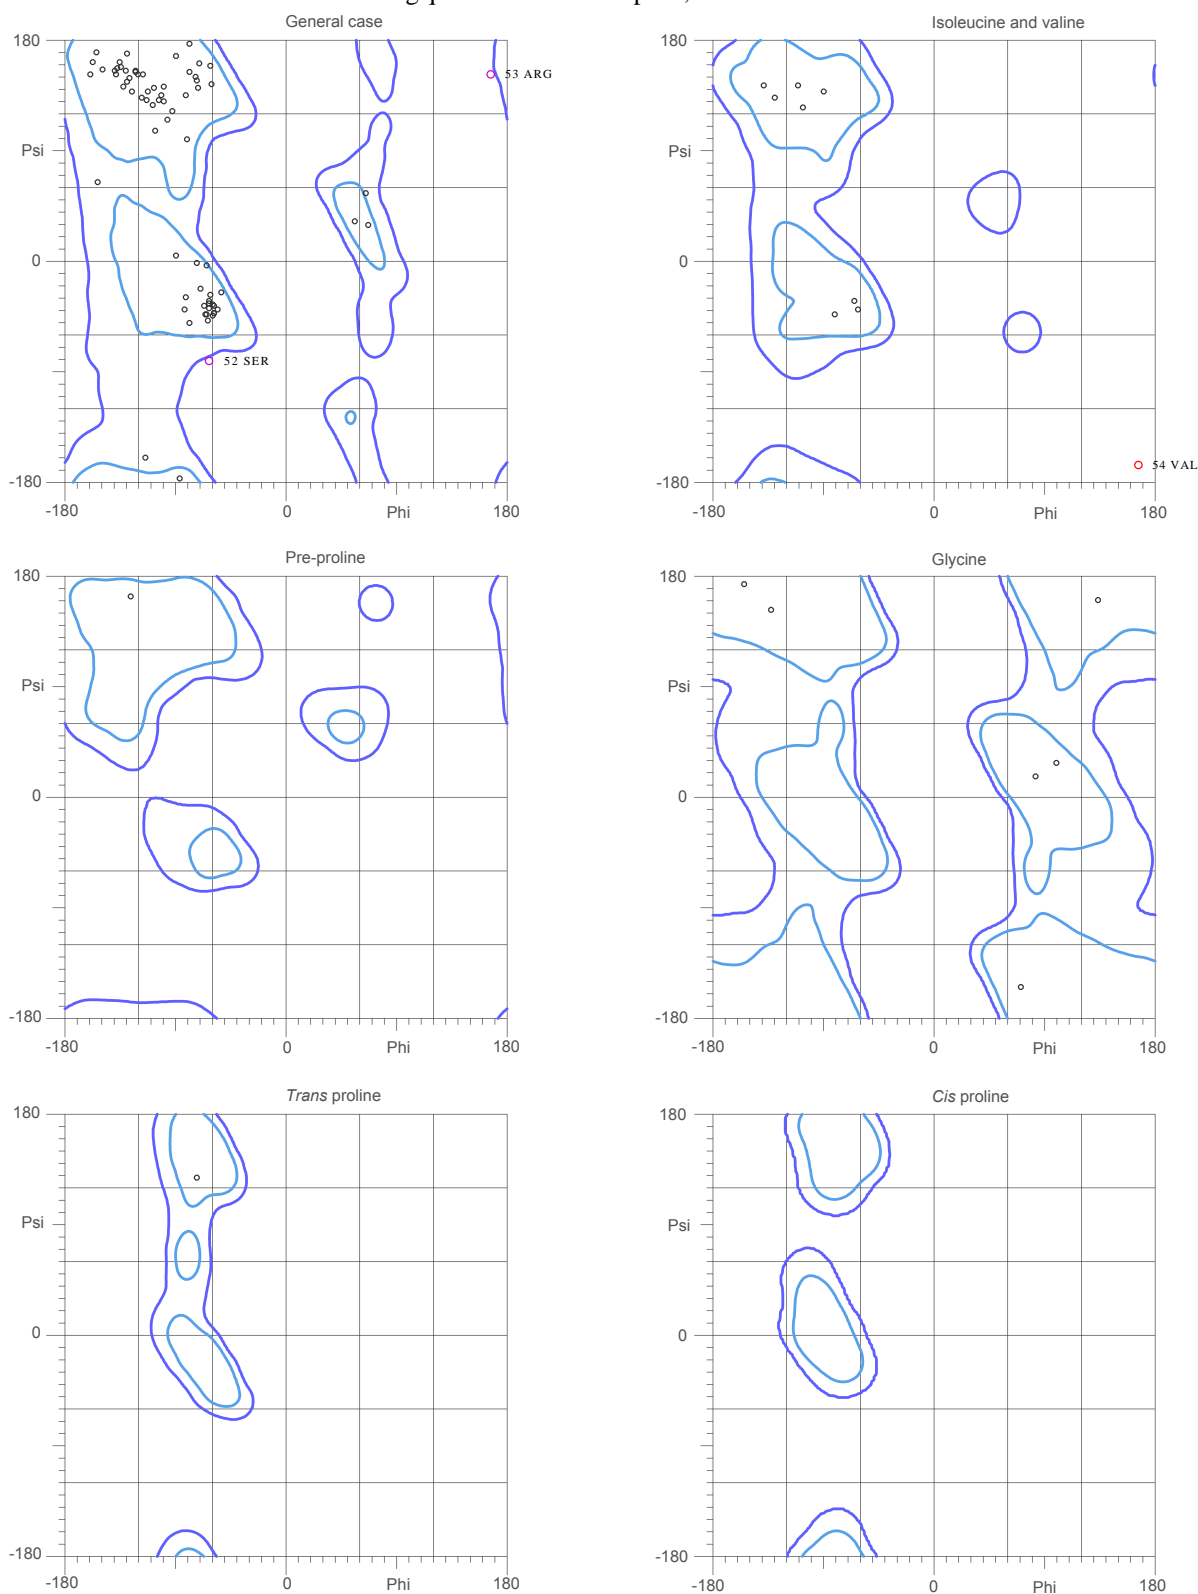 General case
180
53 ARG
Psi
0
52 SER
-180
-180 0 Phi 180
Isoleucine and valine
180
Psi
0
54 VAL
-180
-180 0 Phi 180
Pre-proline
180
Psi
0
-180
-180 0 Phi 180
Glycine
180
Psi
0
-180
-180 0 Phi 180
Trans proline
180
Psi
0
-180
-180 0 Phi 180
Cis proline
180
Psi
0
-180
-180 0 Phi 180